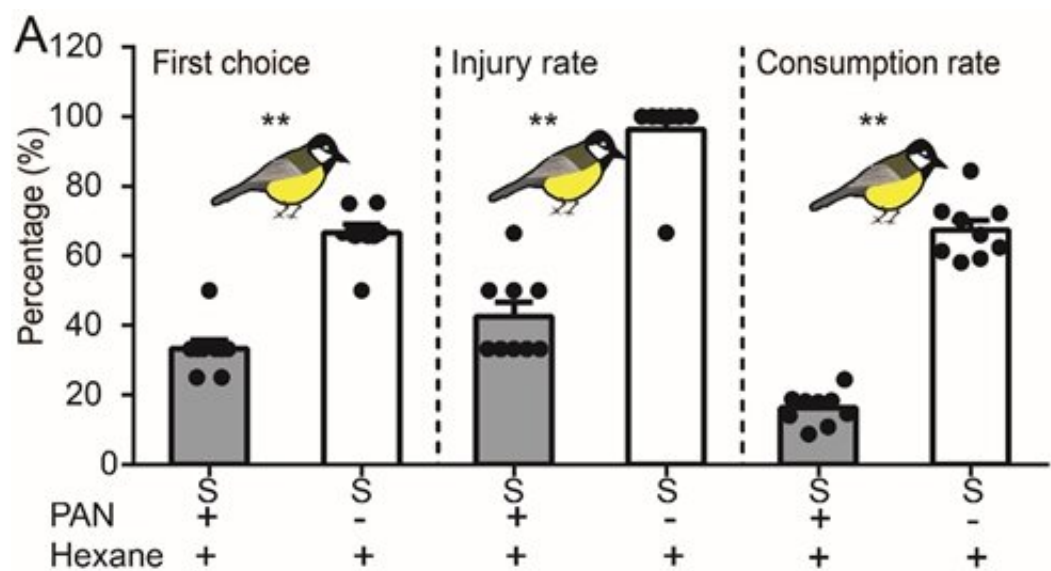 A
120
First choice
Injury rate
Consumption rate
** ** **
100
80
60
40
20
0
Percentage (%)
S S S S S S
PAN + - + - + -
Hexane + + + + + +